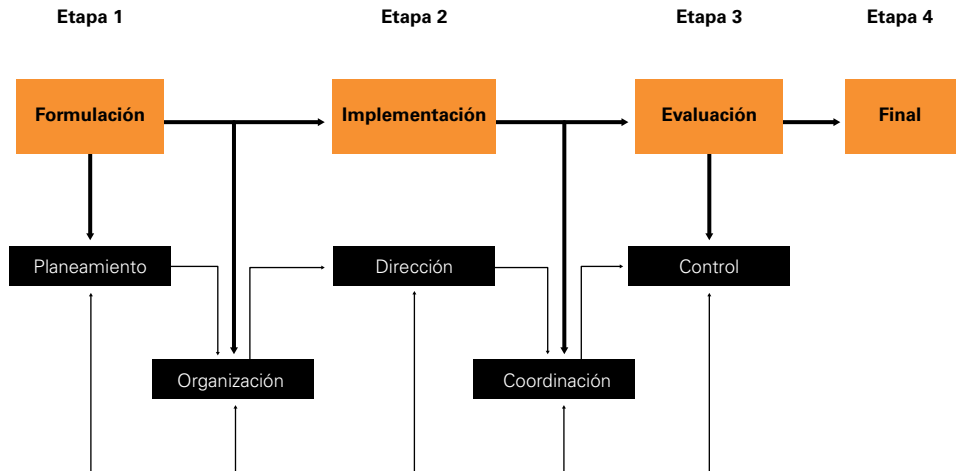 Etapa 1
Etapa 2
Etapa 3
Etapa 4
Formulación
Implementación
Evaluación
Final
Planeamiento
Dirección
Control
Organización
Coordinación